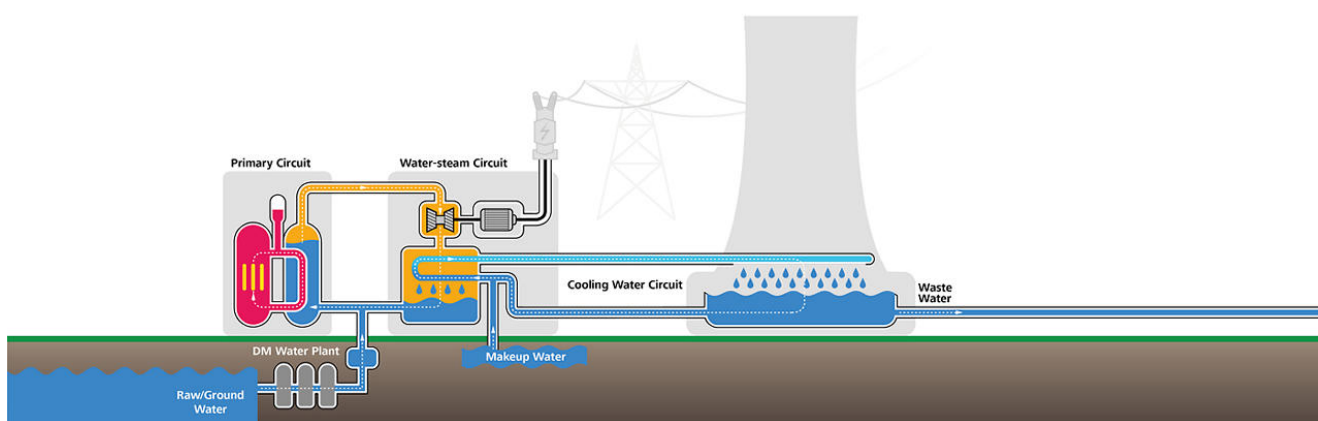 Primary Circuit
Water-steam Circuit
Cooling Water Circuit
Waste
Water
DM Water Plant
Makeup Water
Raw/Ground
Water